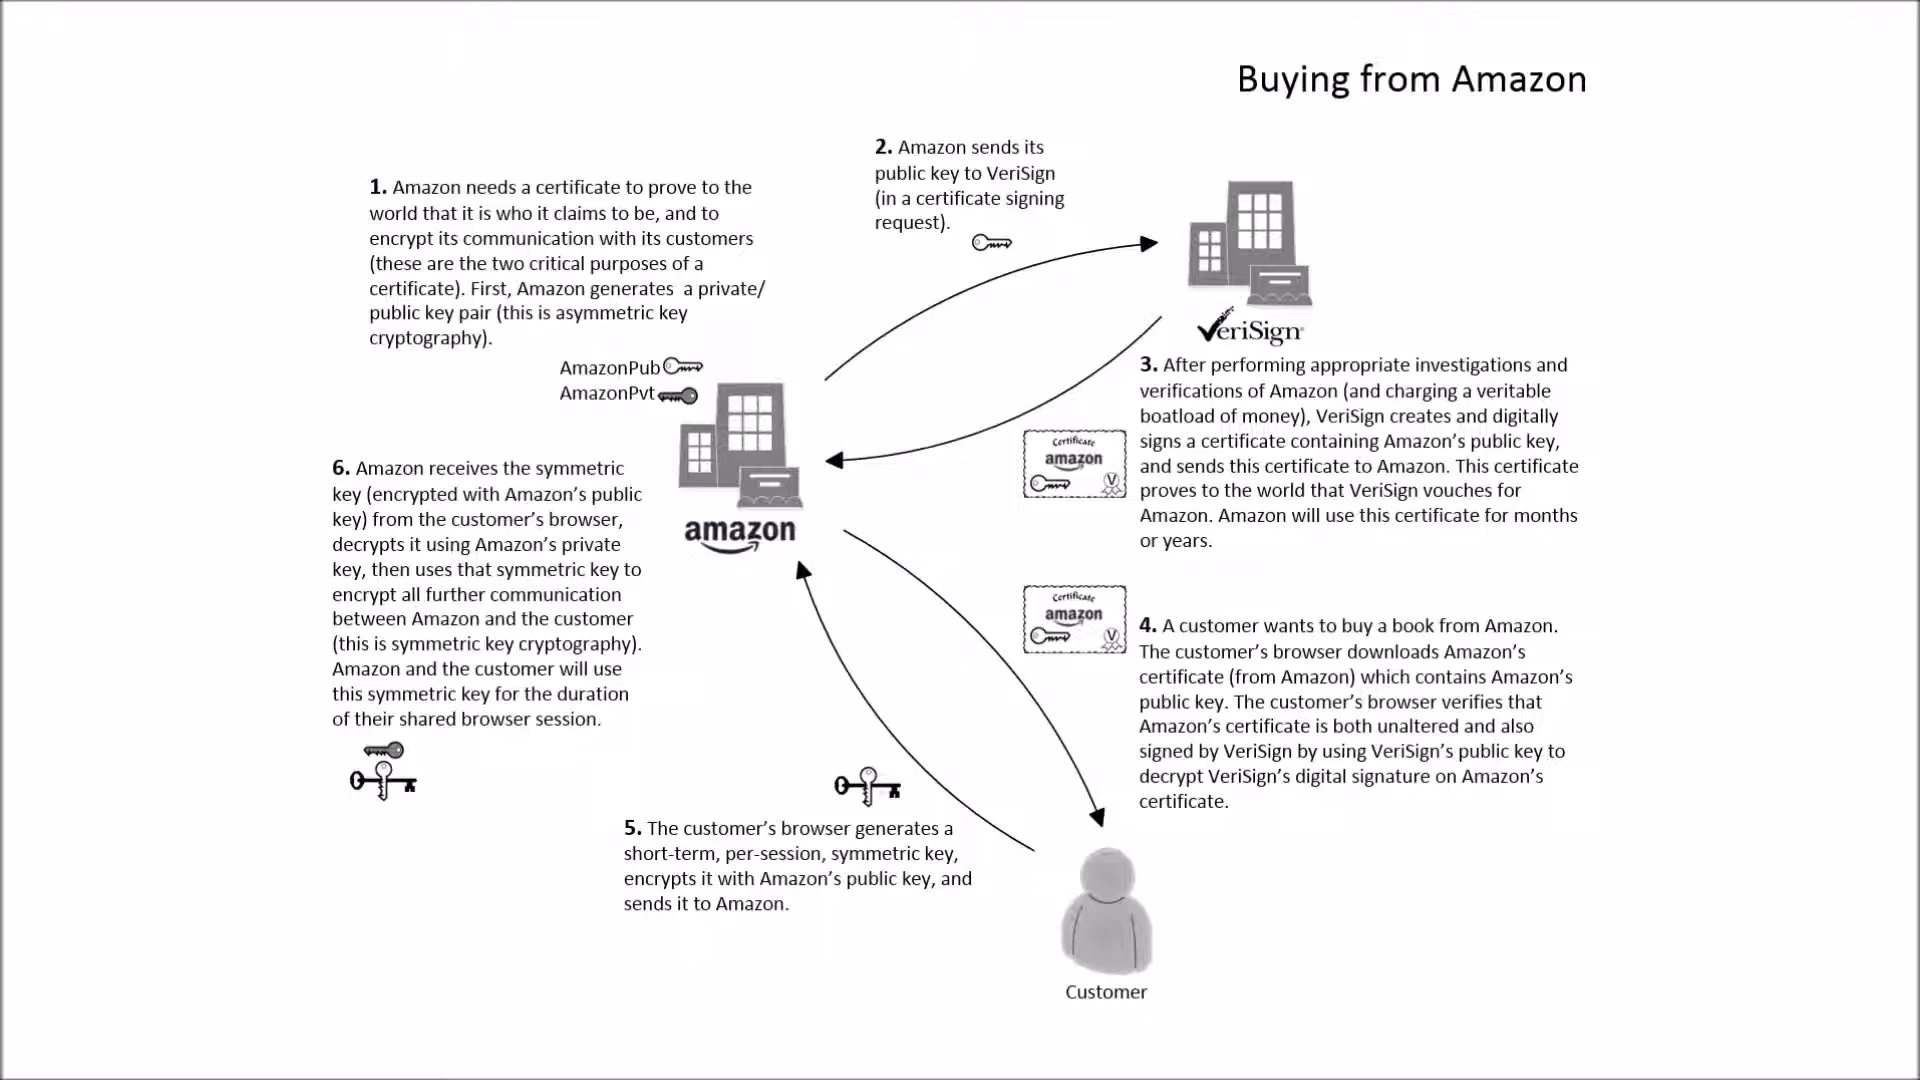 Buying from Amazon
1. Amazon needs a certificate to prove to the
world that it is who it claims to be, and to
encrypt its communication with its customers
(these are the two critical purposes of a
certificate). First, Amazon generates  a private/
public key pair (this is asymmetric key
cryptography).
AmazonPub
AmazonPvt
amazon
2. Amazon sends its
public key to VeriSign
(in a certificate signing
request).
VeriSign
3. After performing appropriate investigations and
verifications of Amazon (and charging a veritable
boatload of money), VeriSign creates and digitally
signs a certificate containing Amazon’s public key,
and sends this certificate to Amazon. This certificate
proves to the world that VeriSign vouches for
Amazon. Amazon will use this certificate for months
or years.
Certificate
amazon
V
Certificate
amazon
V
4. A customer wants to buy a book from Amazon.
The customer’s browser downloads Amazon’s
certificate (from Amazon) which contains Amazon’s
public key. The customer’s browser verifies that
Amazon’s certificate is both unaltered and also
signed by VeriSign by using VeriSign’s public key to
decrypt VeriSign’s digital signature on Amazon’s
certificate.
5. The customer’s browser generates a
short-term, per-session, symmetric key,
encrypts it with Amazon’s public key, and
sends it to Amazon.
Customer
6. Amazon receives the symmetric
key (encrypted with Amazon’s public
key) from the customer’s browser,
decrypts it using Amazon’s private
key, then uses that symmetric key to
encrypt all further communication
between Amazon and the customer
(this is symmetric key cryptography).
Amazon and the customer will use
this symmetric key for the duration
of their shared browser session.